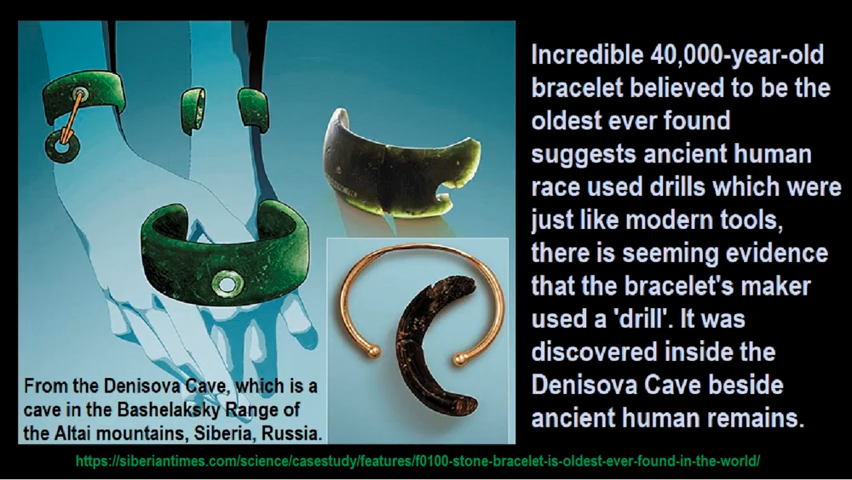 Incredible 40,000-year-old
bracelet believed to be the
oldest ever found
suggests ancient human
race used drills which were
just like modern tools,
there is seeming evidence
that the bracelet's maker
used a 'drill'. It was
discovered inside the
Denisova Cave beside
ancient human remains.
From the Denisova Cave, which is a
cave in the Bashelaksky Range of
the Altai mountains, Siberia, Russia.
https://siberiantimes.com/science/casestudy/features/f0100-stone-bracelet-is-oldest-ever-found-in-the-world/